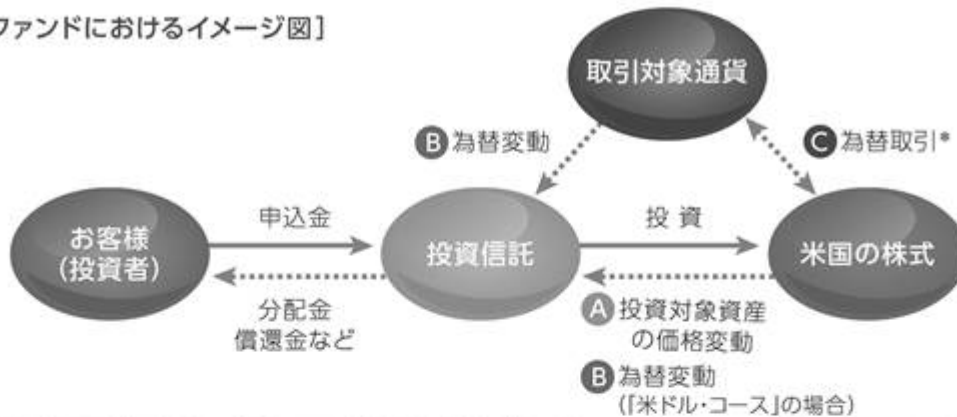 ファンドにおけるイメージ図］
取引対象通貨
B 為替変動
C 為替取引*
お客様
（投資者）
申込金
投資信託
投 資
米国の株式
分配金
償還金など
A 投資対象資産
の価格変動
B 為替変動
（「米ドル・コース」の場合）